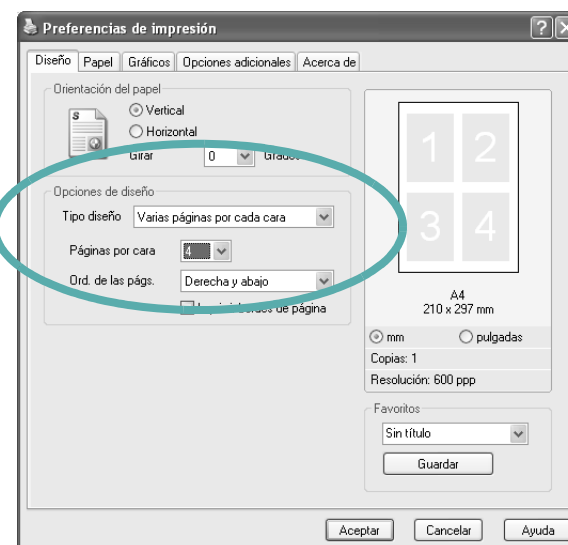 Preferencias de impresión
Diseño Papel Gráficos Opciones adicionales Acerca de
Orientación del papel
Vertical
Horizontal
Girar 0 Grados
Opciones de diseño
Tipo diseño Varias páginas por cada cara
Páginas por cara 4
Ord. de las págs. Derecha y abajo
de página
1 2
3 4
A4
210 x 297 mm
mm pulgadas
Copias: 1
Resolución: 600 ppp
Favoritos
Sin título
Guardar
Aceptar Cancelar Ayuda